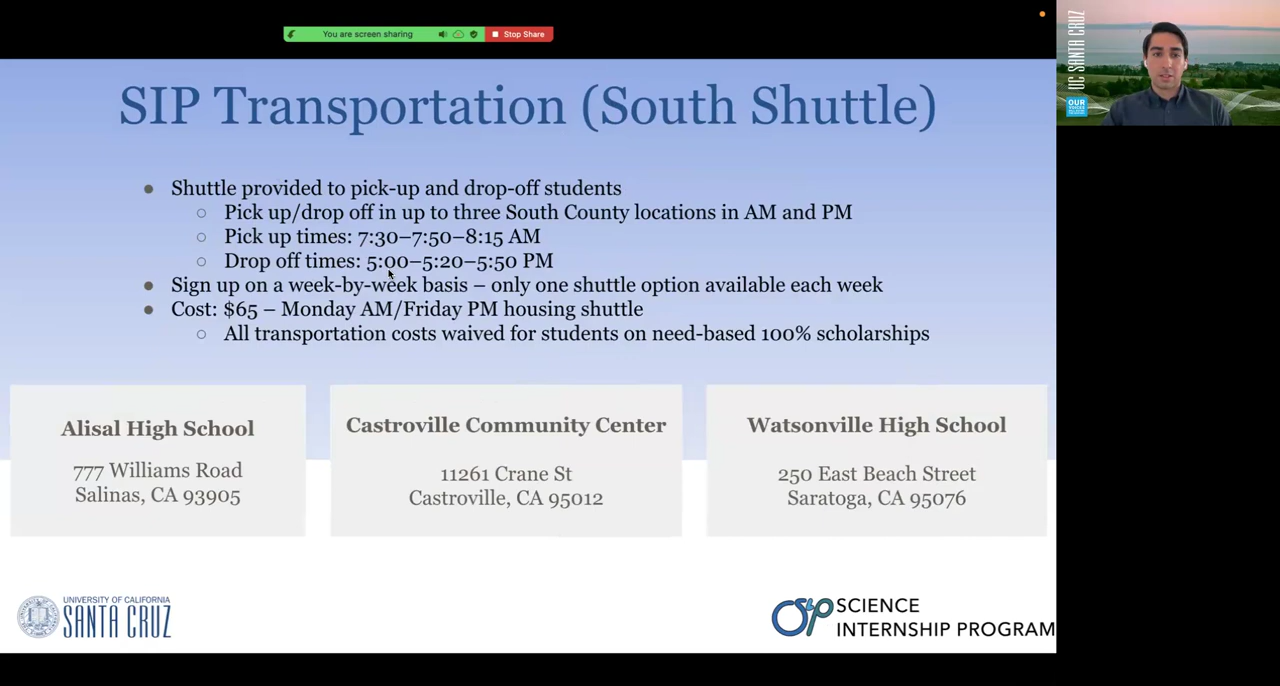 You are screen sharing
Stop Share
UC SANTA CRUZ
OUR
SIP Transportation (South Shuttle)
● Shuttle provided to pick-up and drop-off students
○ Pick up/drop off in up to three South County locations in AM and PM
○ Pick up times: 7:30–7:50–8:15 AM
○ Drop off times: 5:00–5:20–5:50 PM
● Sign up on a week-by-week basis – only one shuttle option available each week
● Cost: $65 – Monday AM/Friday PM housing shuttle
○ All transportation costs waived for students on need-based 100% scholarships
Alisal High School
777 Williams Road
Salinas, CA 93905
Castroville Community Center
11261 Crane St
Castroville, CA 95012
Watsonville High School
250 East Beach Street
Saratoga, CA 95076
UNIVERSITY OF CALIFORNIA
SANTA CRUZ
SIP SCIENCE
INTERNSHIP PROGRAM